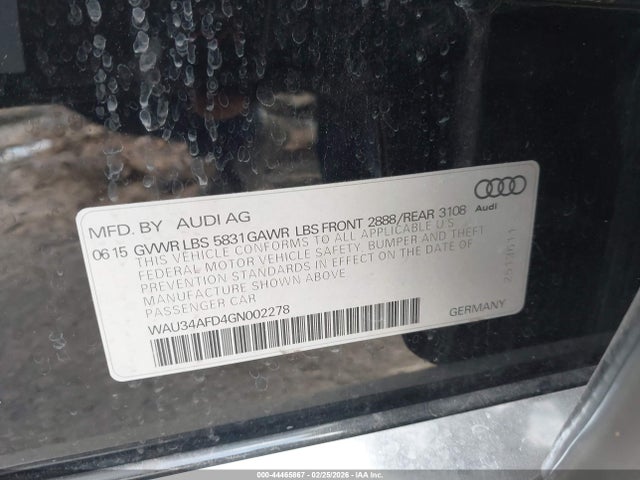 MFD. BY AUDI AG
06 15 GVWR LBS 5831 GAWR LBS FRONT 2888/REAR 3108
THIS VEHICLE CONFORMS TO ALL APPLICABLE U.S.
FEDERAL MOTOR VEHICLE SAFETY, BUMPER AND THEFT
PREVENTION STANDARDS IN EFFECT ON THE DATE OF
MANUFACTURE SHOWN ABOVE
PASSENGER CAR
WAU34AFD4GN002278
GERMANY
Audi
000-44465867 - 02/25/2026 - IAAI Corp.